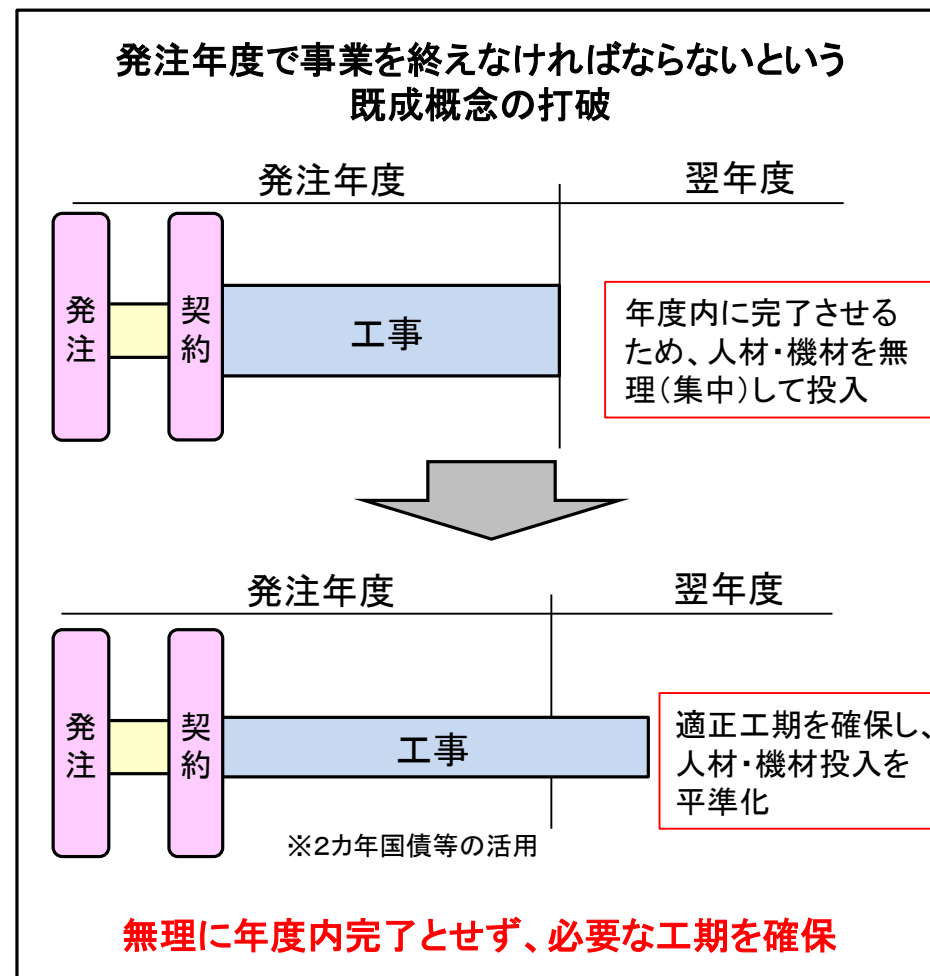 発注年度で事業を終えなければならないという
既成概念の打破
発注年度
翌年度
発注
契約
工事
年度内に完了させる
ため、人材・機材を無
理(集中)して投入
発注年度
翌年度
発注
契約
工事
適正工期を確保し、
人材・機材投入を
平準化
※2カ年国債等の活用
無理に年度内完了とせず、必要な工期を確保